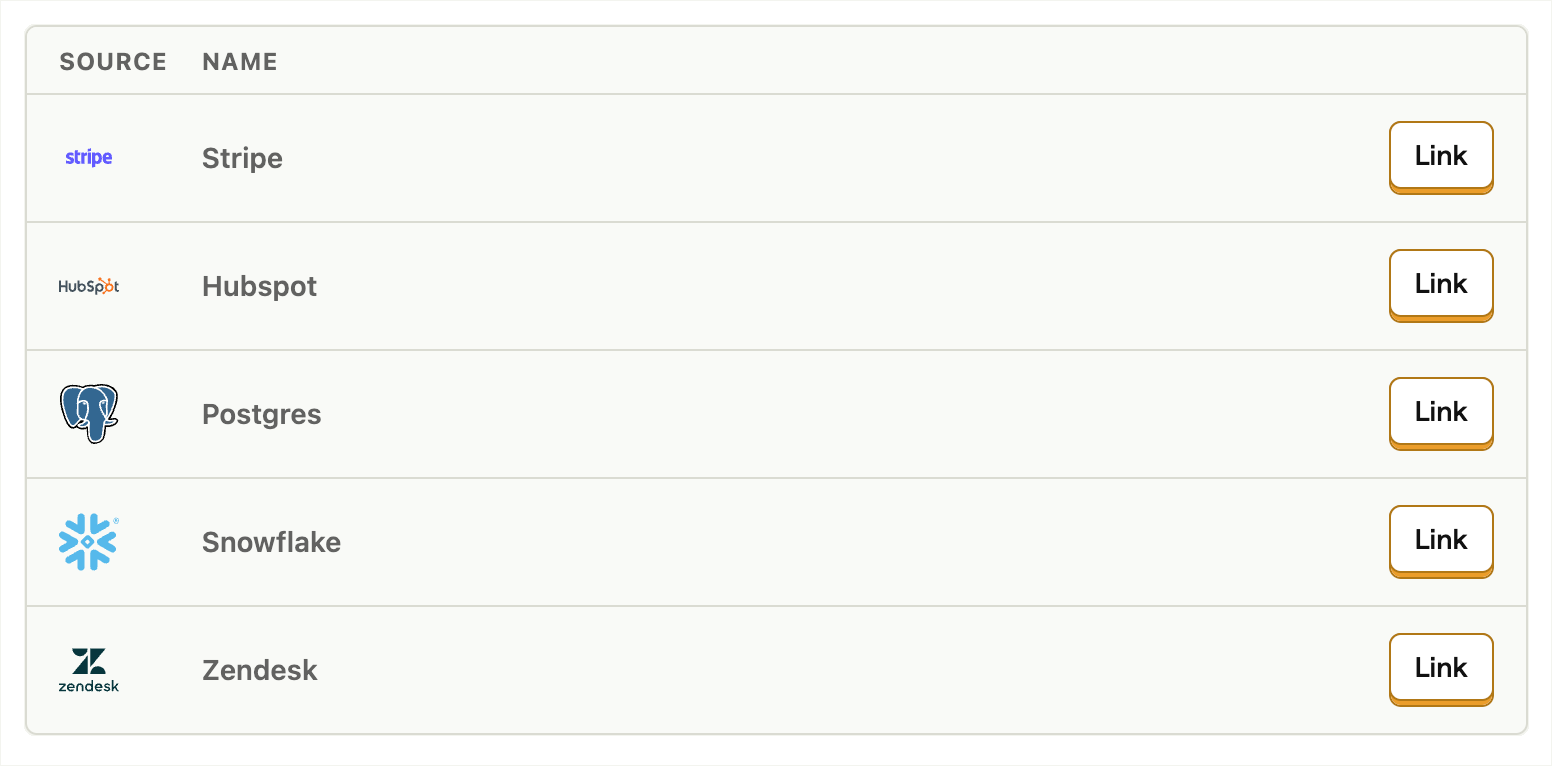 SOURCE NAME
stripe Stripe Link
HubSpot Hubspot Link
Postgres Link
Snowflake Link
zendesk Zendesk Link